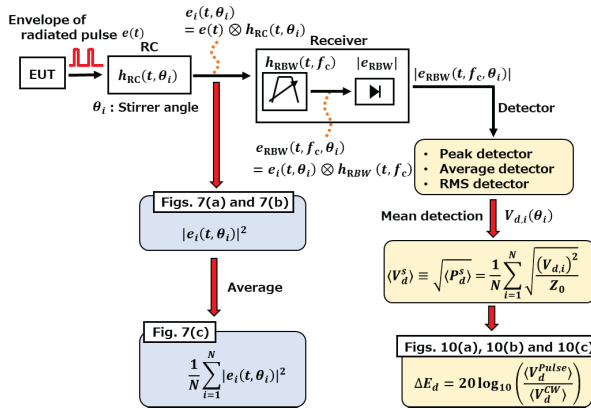 Envelope of
radiated pulse e(t)
EUT
RC
h_RC(t, θ_i)
θ_i : Stirrer angle
e_i(t, θ_i)
= e(t) ⊗ h_RC(t, θ_i)
Receiver
h_RBW(t, f_c)
|e_RBW|
|e_RBW(t, f_c, θ_i)|
e_RBW(t, f_c, θ_i)
= e_i(t, θ_i) ⊗ h_RBW(t, f_c)
Detector
• Peak detector
• Average detector
• RMS detector
Mean detection V_{d,i}(θ_i)
⟨V_d^s⟩ ≡ √⟨P_d^s⟩ = 1/N ∑_{i=1}^{N} √((V_{d,i})^2 / Z_0)
Figs. 10(a), 10(b) and 10(c)
ΔE_d = 20 log_10 (⟨V_d^Pulse⟩ / ⟨V_d^CW⟩)
Figs. 7(a) and 7(b)
|e_i(t, θ_i)|^2
Average
Fig. 7(c)
1/N ∑_{i=1}^{N} |e_i(t, θ_i)|^2